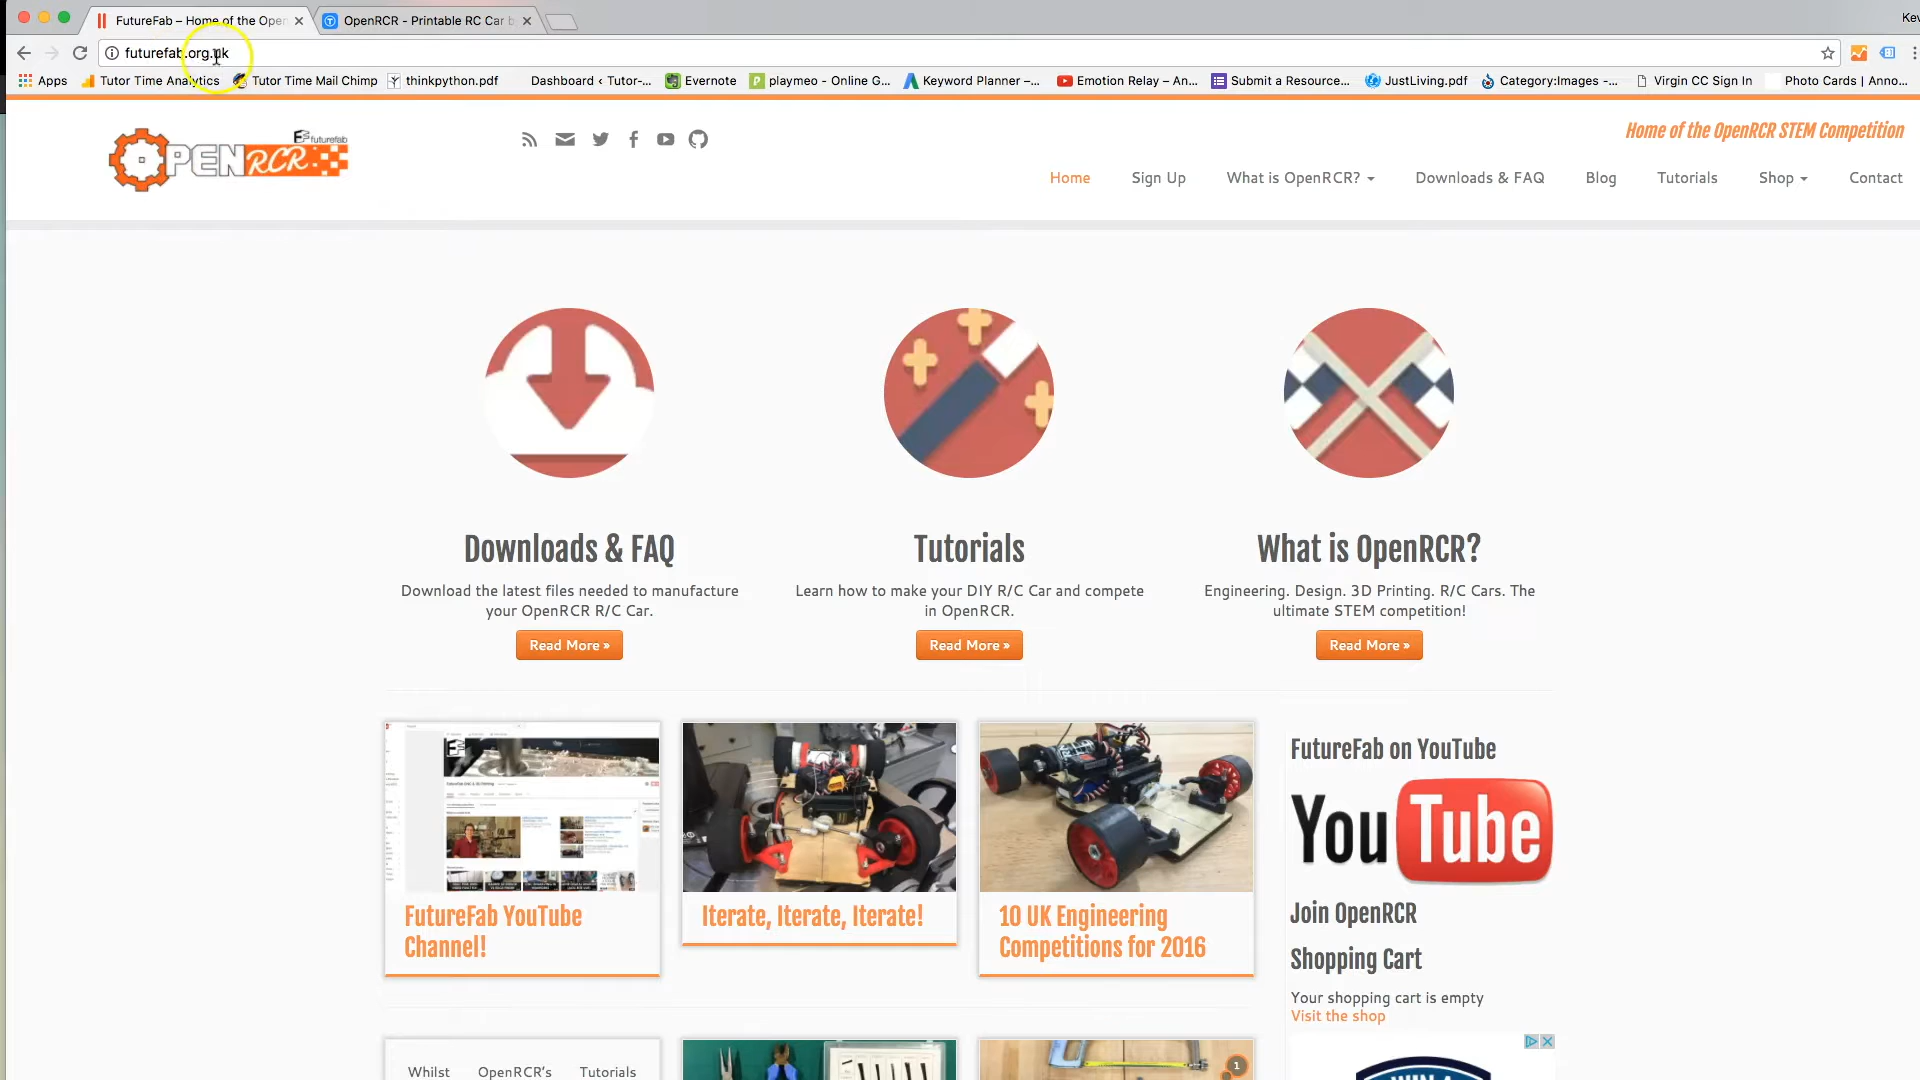 FutureFab – Home of the Open
OpenRCR - Printable RC Car b
Kev
futurefab.org.uk
Apps
Tutor Time Analytics
Tutor Time Mail Chimp
thinkpython.pdf
Dashboard ‹ Tutor-...
Evernote
playmeo - Online G...
Keyword Planner –...
Emotion Relay – An...
Submit a Resource...
JustLiving.pdf
Category:Images -...
Virgin CC Sign In
Photo Cards | Anno...
OPENRCR
futurefab
Home of the OpenRCR STEM Competition
Home
Sign Up
What is OpenRCR?
Downloads & FAQ
Blog
Tutorials
Shop
Contact
Downloads & FAQ
Download the latest files needed to manufacture
your OpenRCR R/C Car.
Read More »
Tutorials
Learn how to make your DIY R/C Car and compete
in OpenRCR.
Read More »
What is OpenRCR?
Engineering. Design. 3D Printing. R/C Cars. The
ultimate STEM competition!
Read More »
FutureFab YouTube
Channel!
Iterate, Iterate, Iterate!
10 UK Engineering
Competitions for 2016
FutureFab on YouTube
YouTube
Join OpenRCR
Shopping Cart
Your shopping cart is empty
Visit the shop
Whilst OpenRCR's Tutorials
1